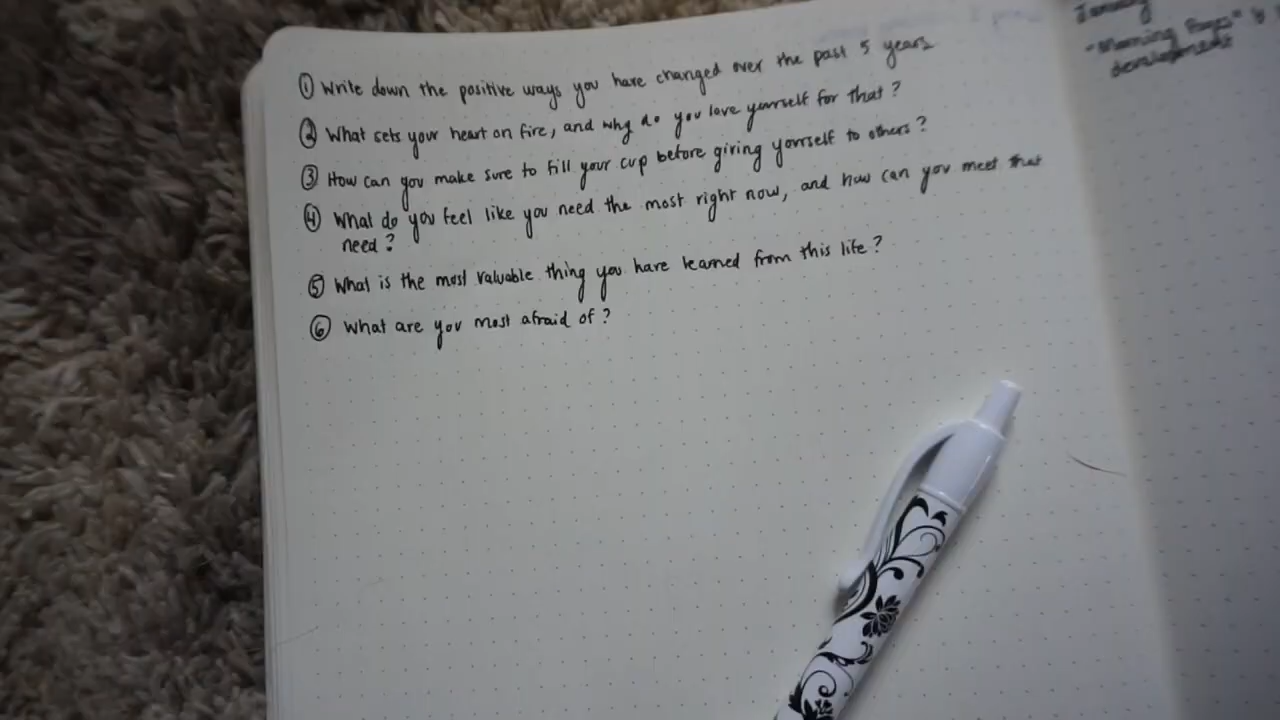 ① Write down the positive ways you have changed over the past 5 years
② What sets your heart on fire, and why do you love yourself for that?
③ How can you make sure to fill your cup before giving yourself to others?
④ What do you feel like you need the most right now, and how can you meet that
need?
⑤ What is the most valuable thing you have learned from this life?
⑥ What are you most afraid of?
January
"Morning Pages"
development